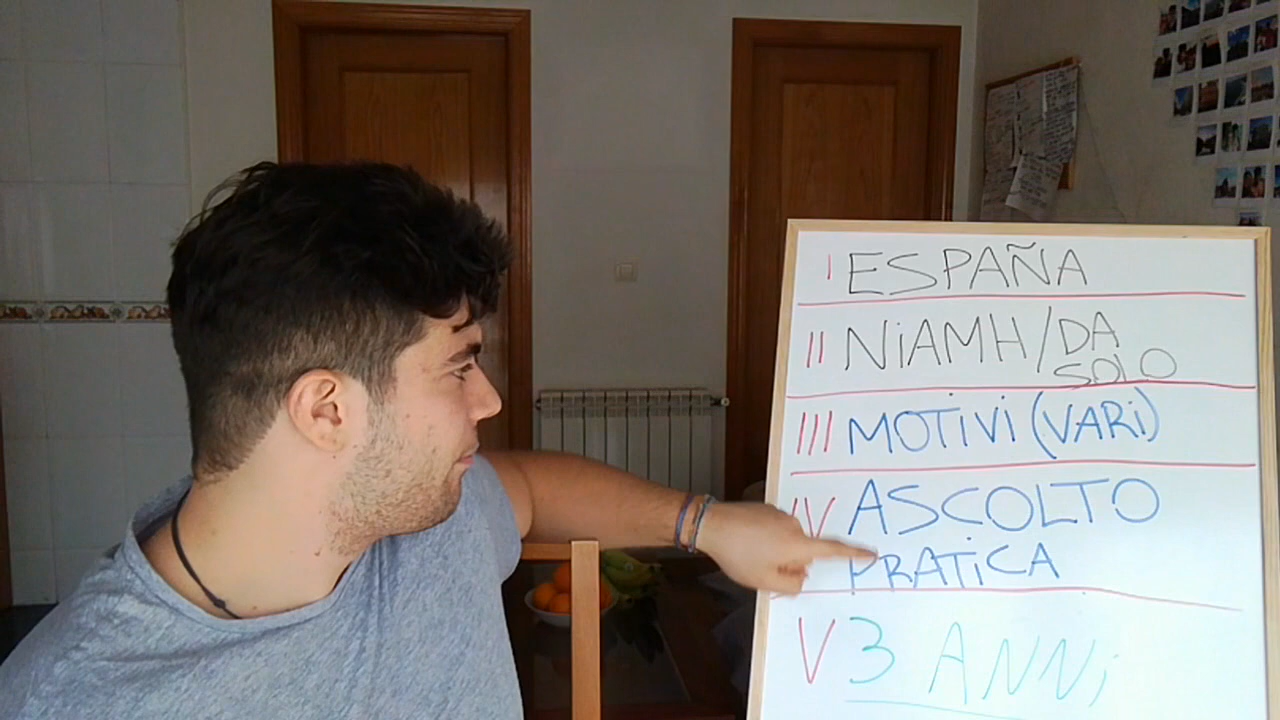 I ESPAÑA
II NiAMH/DA
SOLO
III MOTiVi (VARi)
IV ASCOLTO
PRATiCA
V 3 ANNi